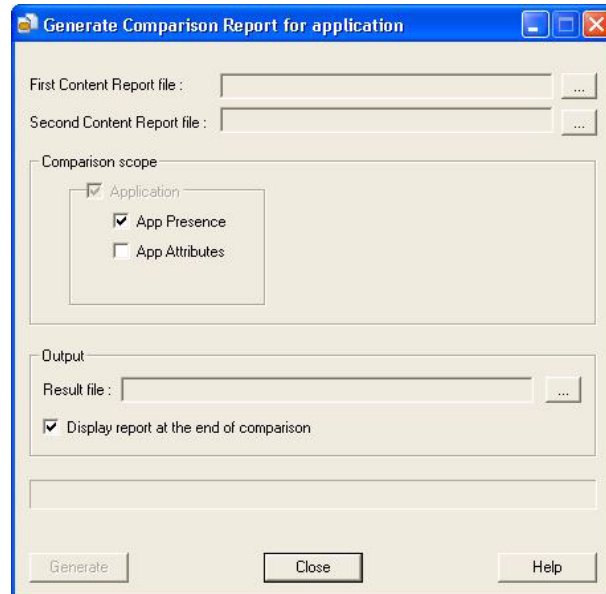 Generate Comparison Report for application
First Content Report file :
...
Second Content Report file :
...
Comparison scope
Application
App Presence
App Attributes
Output
Result file :
...
Display report at the end of comparison
Generate
Close
Help